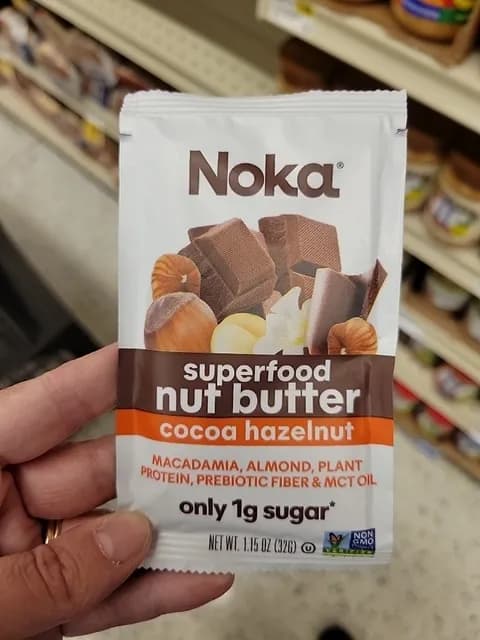 Noka®
superfood
nut butter
cocoa hazelnut
MACADAMIA, ALMOND, PLANT
PROTEIN, PREBIOTIC FIBER & MCT OIL
only 1g sugar*
NET WT. 1.15 OZ (32G) U
NON
GMO
VERIFIED